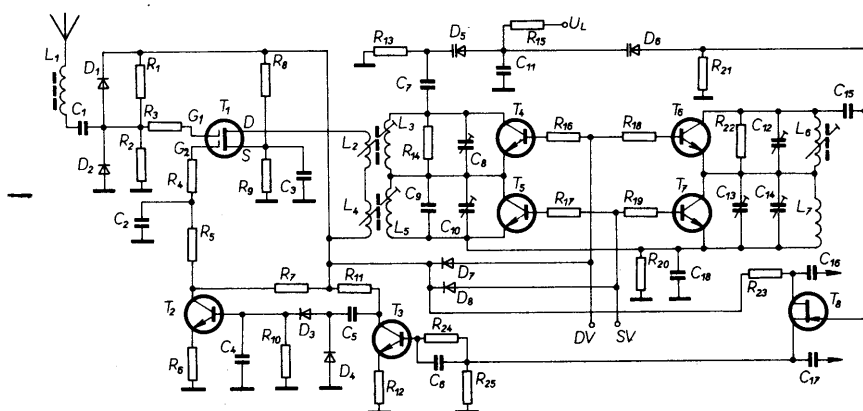 R13 D5 R15 UL D6
L1 D1 R1 R8 C7 C11 R21 C15
C1 R3 G1 T1 D L2 L3 R14 C8 T4 R16 R18 T6 R22 C12 L6
D2 R2 G2 S R4 R9 C3
L4 L5 C9 C10 T5 R17 R19 T7 C13 C14 L7
C2 R5 R20 C18 C16
R7 R11 D7 D8 R23
T2 D3 C5 T3 R24 DV SV T8
R6 C4 R10 D4 R12 C6 R25 C17